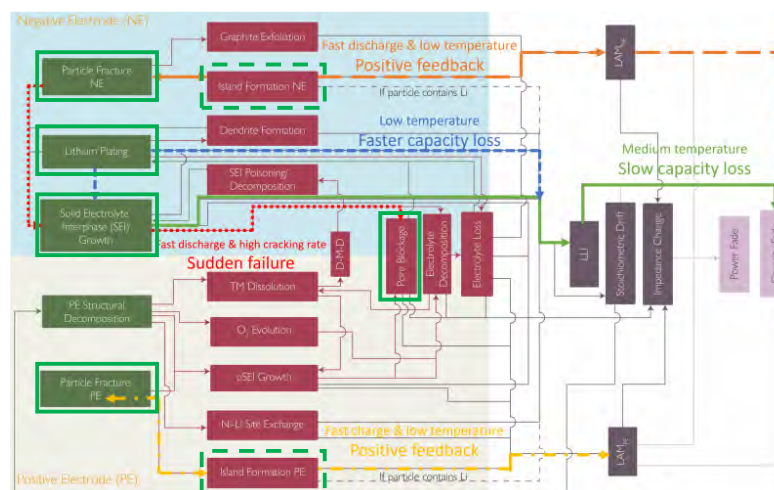 Negative Electrode (NE)
Graphite Exfoliation
Fast discharge & low temperature
Positive feedback
LAM
Particle Fracture
NE
Island Formation NE
If particle contains Li
Lithium Plating
Dendrite Formation
Low temperature
Faster capacity loss
Medium temperature
Slow capacity loss
SEI Poisoning/
Decomposition
Solid Electrolyte
Interphase (SEI)
Growth
Fast discharge & high cracking rate
Sudden failure
D-M-D
Pore Blockage
Electrolyte
Decomposition
Electrolyte Loss
LLI
Stoichiometric Drift
Impedance Change
Power Fade
PE Structural
Decomposition
TM Dissolution
O2 Evolution
pSEI Growth
Particle Fracture
PE
Ni-Li Site Exchange
Fast charge & low temperature
Positive feedback
LAM
Island Formation PE
If particle contains Li
Positive Electrode (PE)